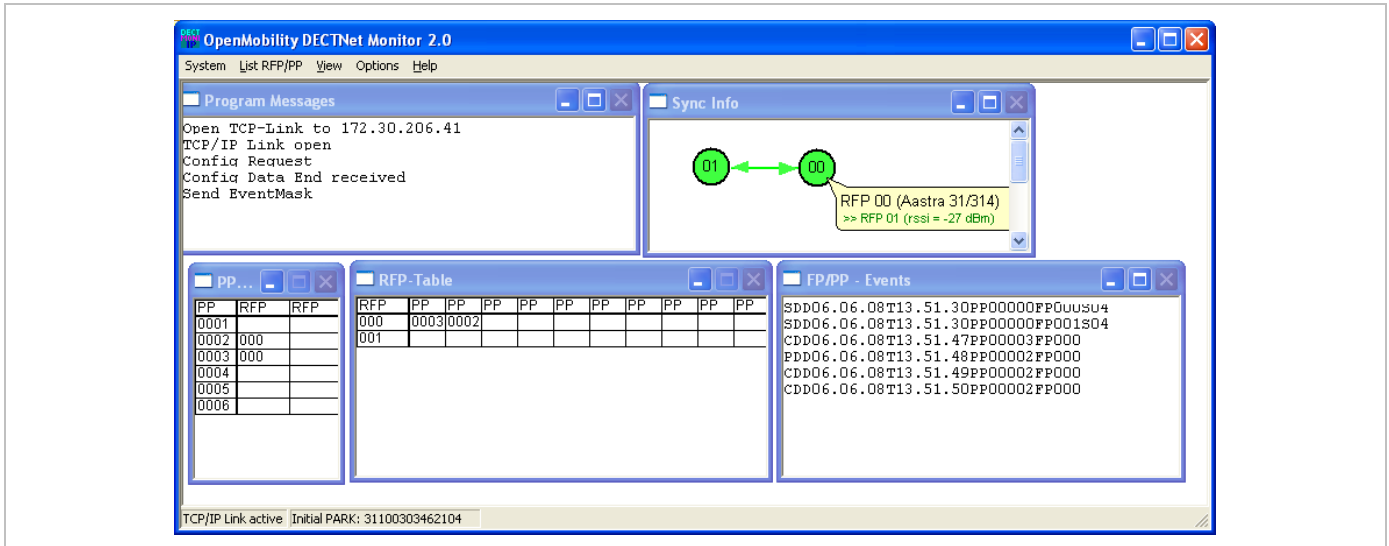 DECT
IP OpenMobility DECTNet Monitor 2.0
System List RFP/PP View Options Help
Program Messages
Open TCP-Link to 172.30.206.41
TCP/IP Link open
Config Request
Config Data End received
Send EventMask
Sync Info
01 00
RFP 00 (Aastra 31/314)
>> RFP 01 (rssi = -27 dBm)
PP...
PP RFP RFP
0001
0002 000
0003 000
0004
0005
0006
RFP-Table
RFP PP PP PP PP PP PP PP PP PP PP
000 0003 0002
001
FP/PP - Events
SDD06.06.08T13.51.30PP00000FP000S04
SDD06.06.08T13.51.30PP00000FP001S04
CDD06.06.08T13.51.47PP00003FP000
PDD06.06.08T13.51.48PP00002FP000
CDD06.06.08T13.51.49PP00002FP000
CDD06.06.08T13.51.50PP00002FP000
TCP/IP Link active Initial PARK: 31100303462104